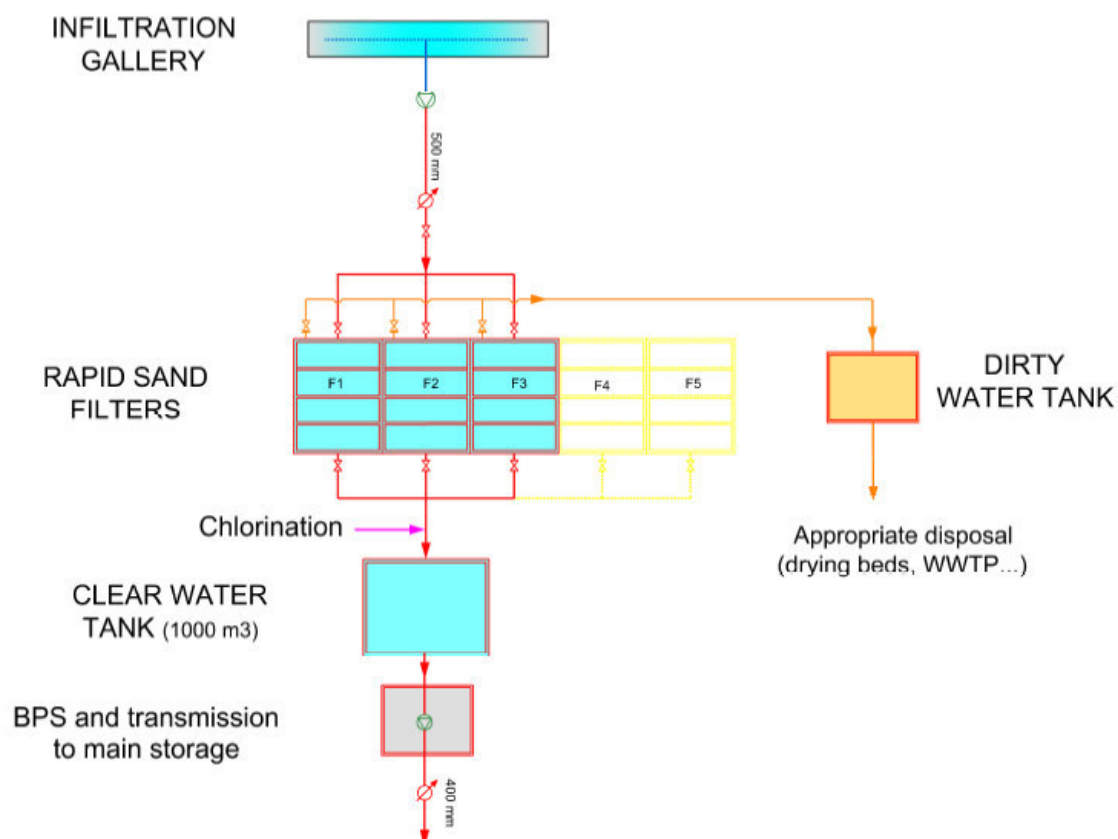 INFILTRATION
GALLERY
500 mm
RAPID SAND
FILTERS
F1
F2
F3
F4
F5
DIRTY
WATER TANK
Chlorination
Appropriate disposal
(drying beds, WWTP...)
CLEAR WATER
TANK (1000 m3)
BPS and transmission
to main storage
400 mm